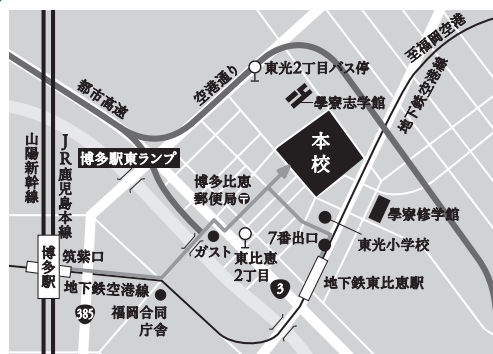 至福岡空港
地下鉄空港線
空港通り
東光2丁目バス停
都市高速
學寮志学館
本校
山陽新幹線
JR鹿児島本線
博多駅東ランプ
博多比恵
郵便局〒
學寮修学館
東光小学校
7番出口
ガスト
東比恵
2丁目
博多駅
筑紫口
地下鉄空港線
地下鉄東比恵駅
3
385
福岡合同
庁舎